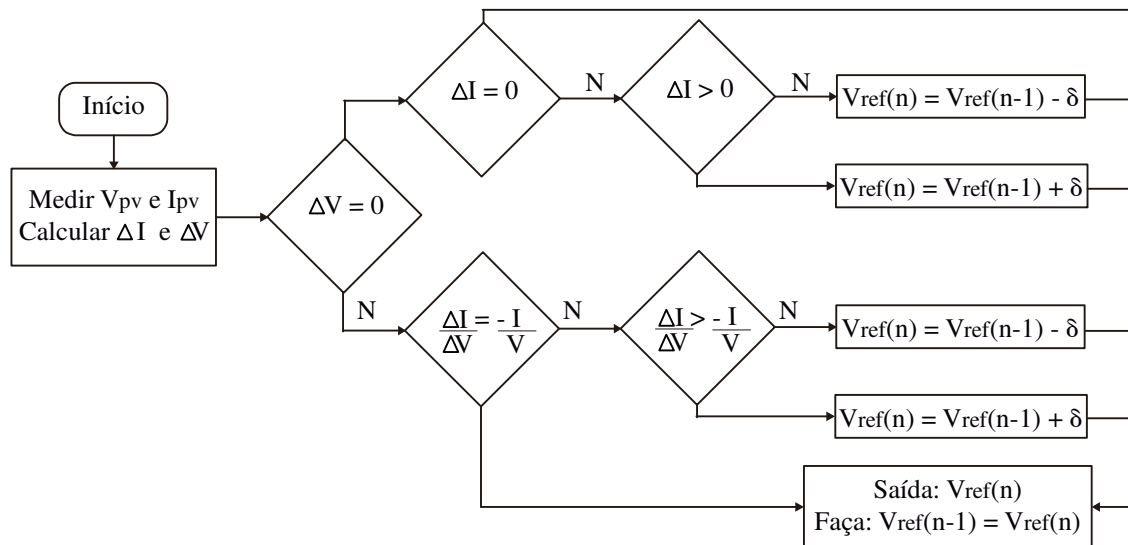 Início
Medir Vpv e Ipv
Calcular ΔI e ΔV
ΔV = 0
N
ΔI = 0
N
ΔI > 0
N
Vref(n) = Vref(n-1) - δ
Vref(n) = Vref(n-1) + δ
ΔI/ΔV = - I/V
N
ΔI/ΔV > - I/V
N
Vref(n) = Vref(n-1) - δ
Vref(n) = Vref(n-1) + δ
Saída: Vref(n)
Faça: Vref(n-1) = Vref(n)